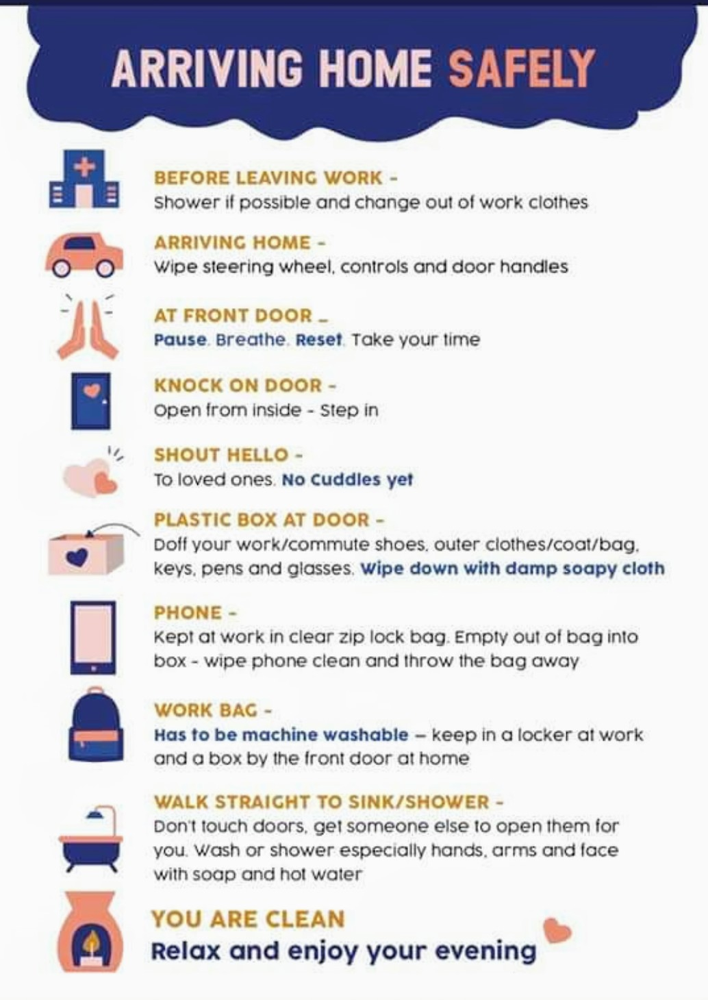 ARRIVING HOME SAFELY
BEFORE LEAVING WORK -
Shower if possible and change out of work clothes
ARRIVING HOME -
Wipe steering wheel, controls and door handles
AT FRONT DOOR _
Pause. Breathe. Reset. Take your time
KNOCK ON DOOR -
Open from inside - Step in
SHOUT HELLO -
To loved ones. No Cuddles yet
PLASTIC BOX AT DOOR -
Doff your work/commute shoes, outer clothes/coat/bag,
keys, pens and glasses. Wipe down with damp soapy cloth
PHONE -
Kept at work in clear zip lock bag. Empty out of bag into
box - wipe phone clean and throw the bag away
WORK BAG -
Has to be machine washable – keep in a locker at work
and a box by the front door at home
WALK STRAIGHT TO SINK/SHOWER -
Don't touch doors, get someone else to open them for
you. Wash or shower especially hands, arms and face
with soap and hot water
YOU ARE CLEAN
Relax and enjoy your evening